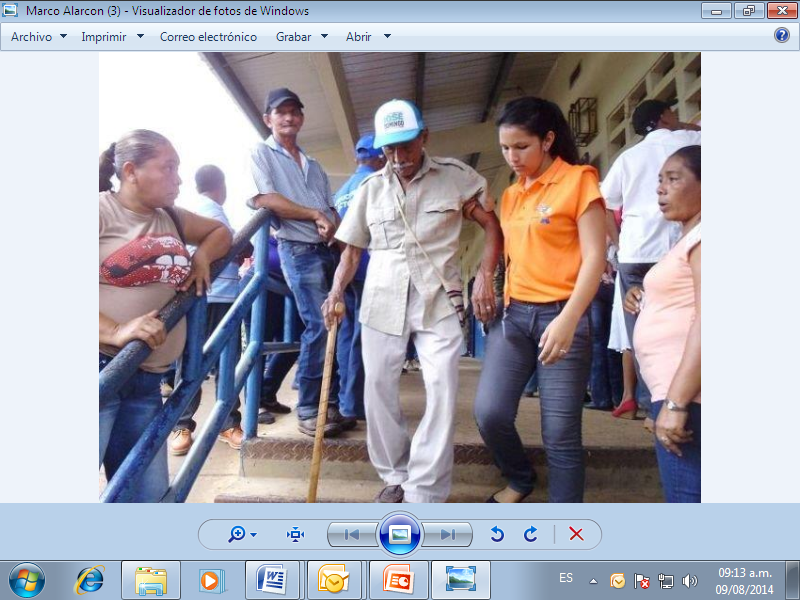 Marco Alarcon (3) - Visualizador de fotos de Windows
Archivo Imprimir Correo electrónico Grabar Abrir
JOSE
DOMINGO
ES
09:13 a.m.
09/08/2014